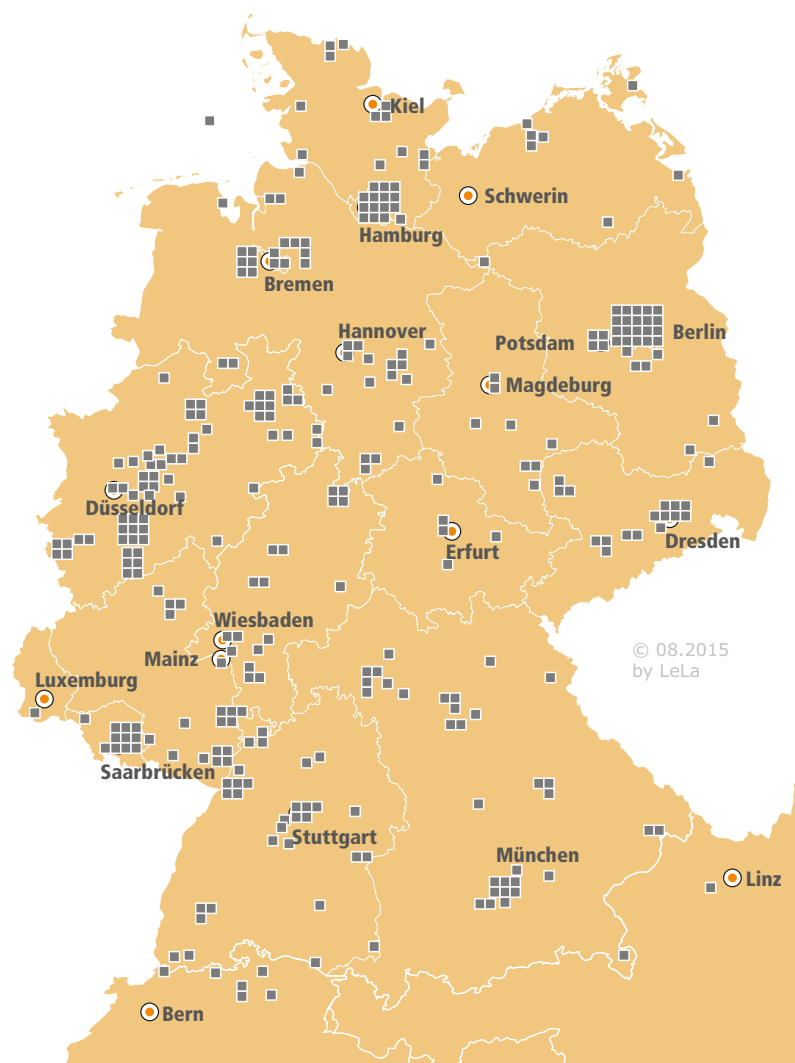 Kiel
Schwerin
Hamburg
Bremen
Hannover
Potsdam
Berlin
Magdeburg
Düsseldorf
Erfurt
Dresden
Wiesbaden
Mainz
© 08.2015
by LeLa
Luxemburg
Saarbrücken
Stuttgart
München
Linz
Bern